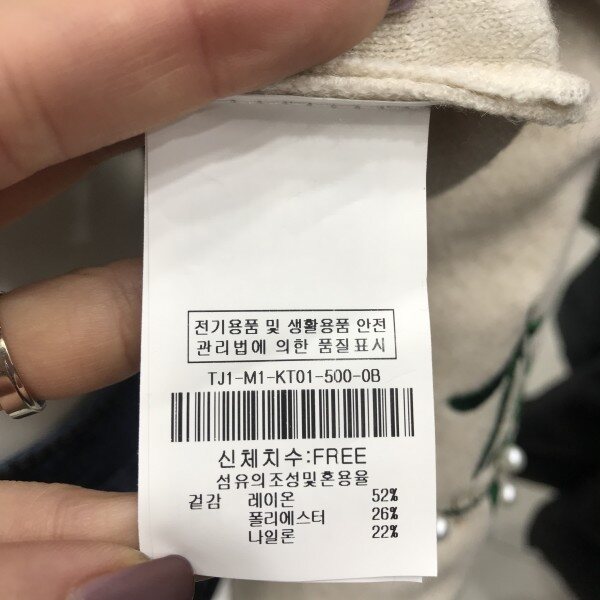 전기용품 및 생활용품 안전
관리법에 의한 품질표시
TJ1-M1-KT01-500-0B
신체치수:FREE
섬유의조성및혼용율
겉감 레이온 52%
폴리에스터 26%
나일론 22%